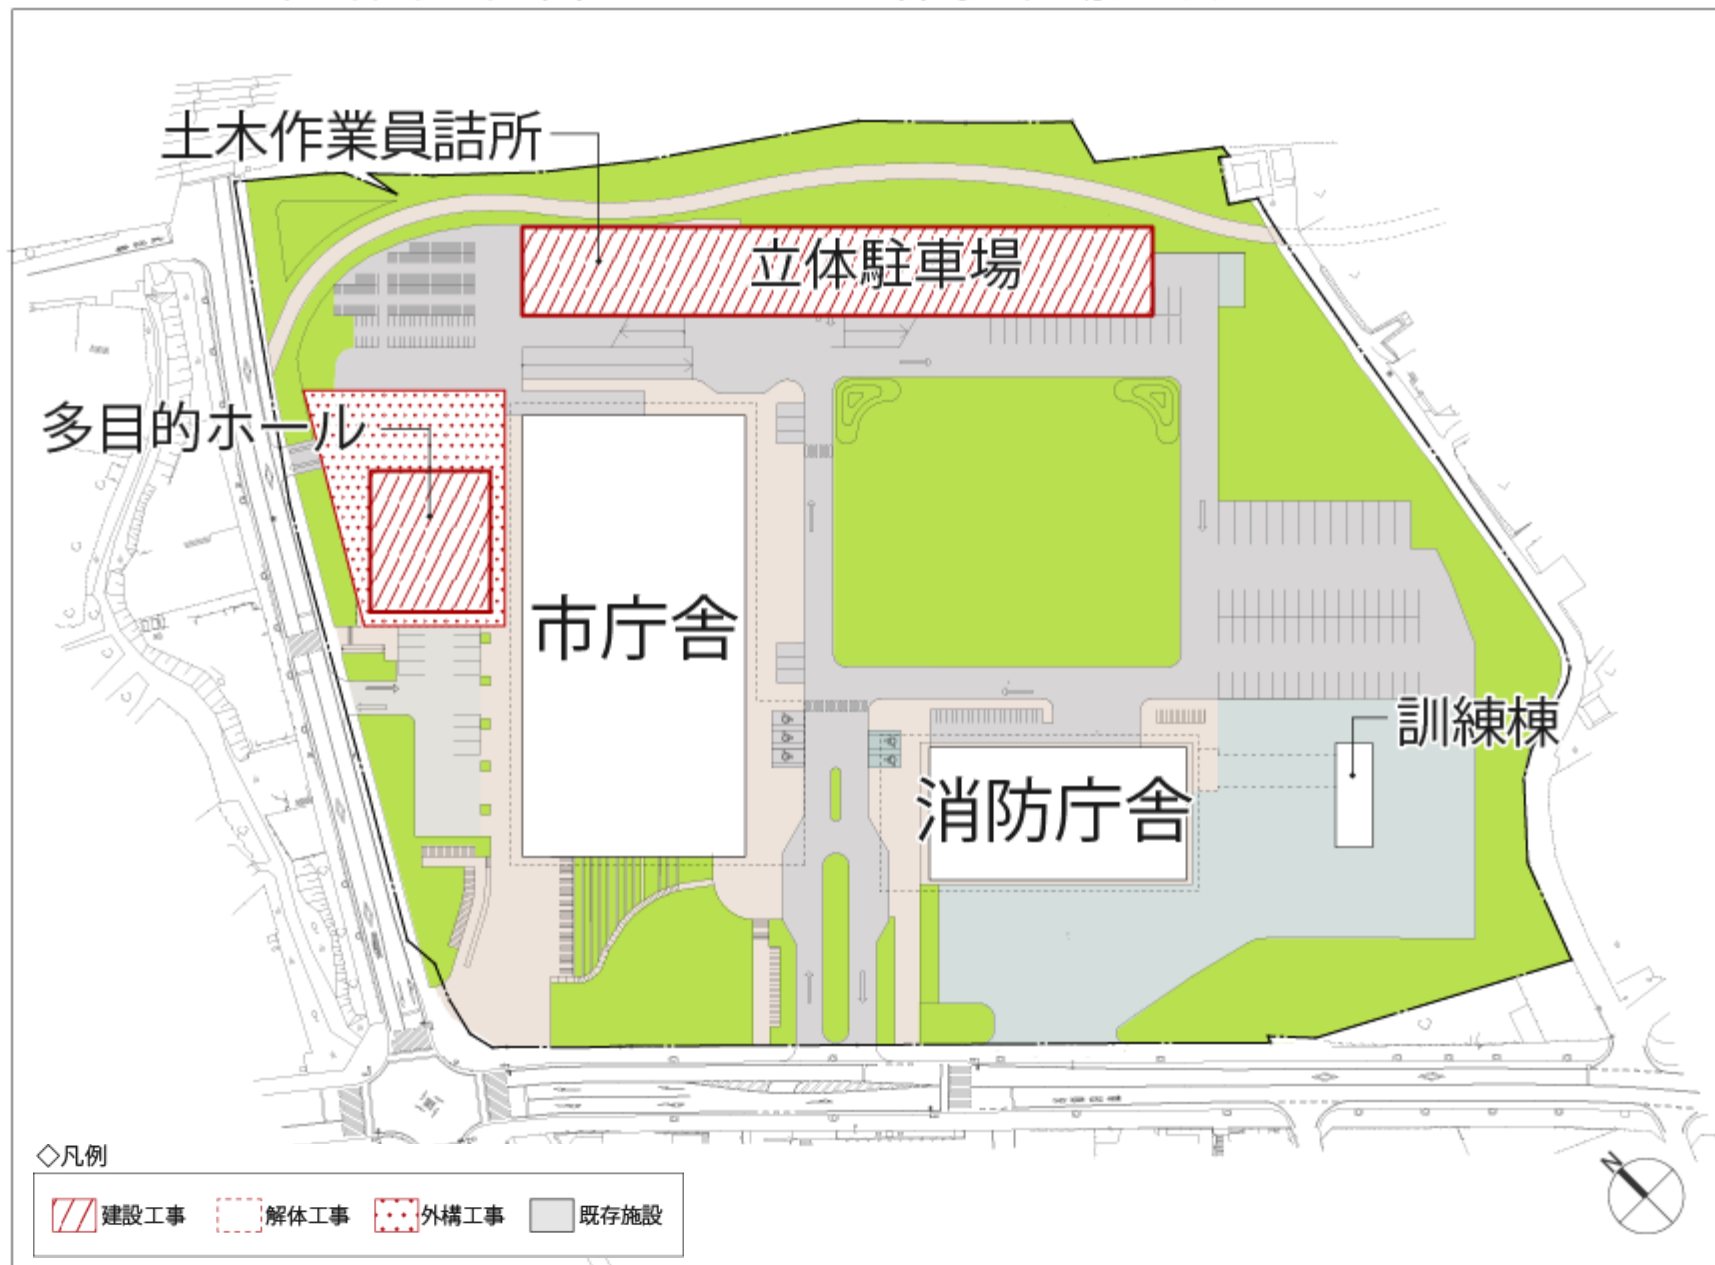 土木作業員詰所
立体駐車場
多目的ホール
市庁舎
訓練棟
消防庁舎
N
◇凡例
建設工事
解体工事
外構工事
既存施設